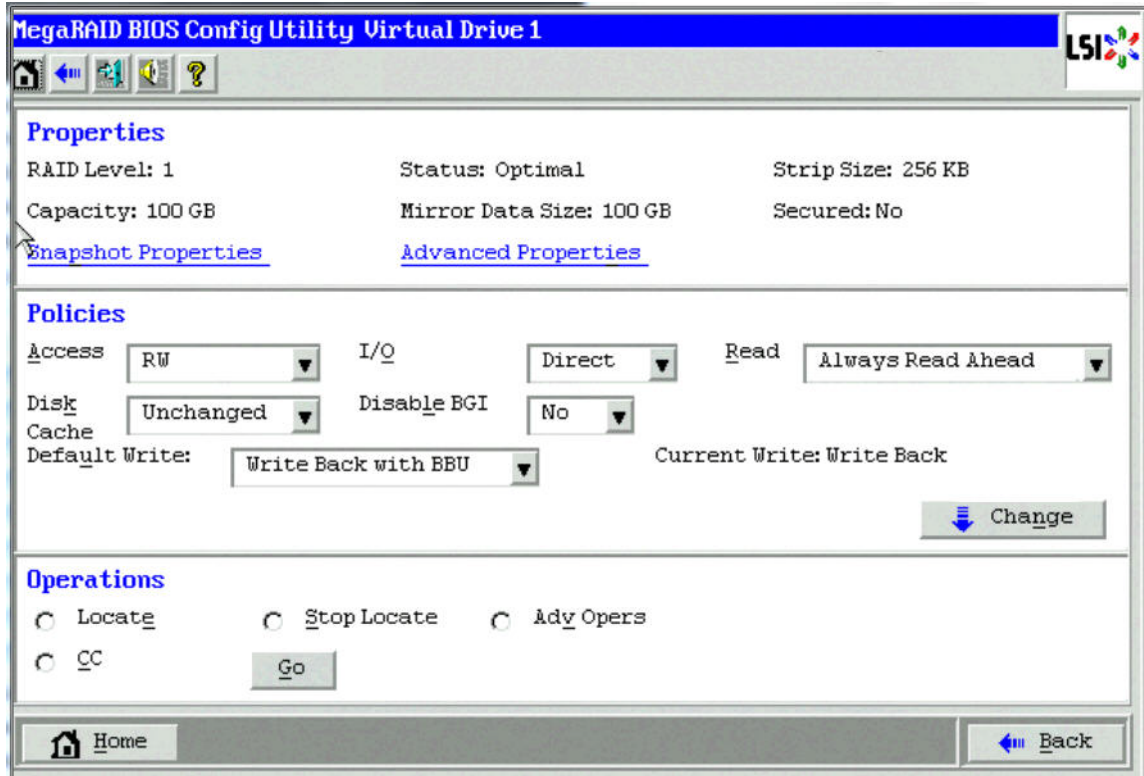 MegaRAID BIOS Config Utility Virtual Drive 1
LSI
?
Properties
RAID Level: 1 Status: Optimal Strip Size: 256 KB
Capacity: 100 GB Mirror Data Size: 100 GB Secured: No
Snapshot Properties Advanced Properties
Policies
Access RW I/O Direct Read Always Read Ahead
Disk Cache Unchanged Disable BGI No
Default Write: Write Back with BBU Current Write: Write Back
Change
Operations
Locate Stop Locate Adv Opers
CC Go
Home Back